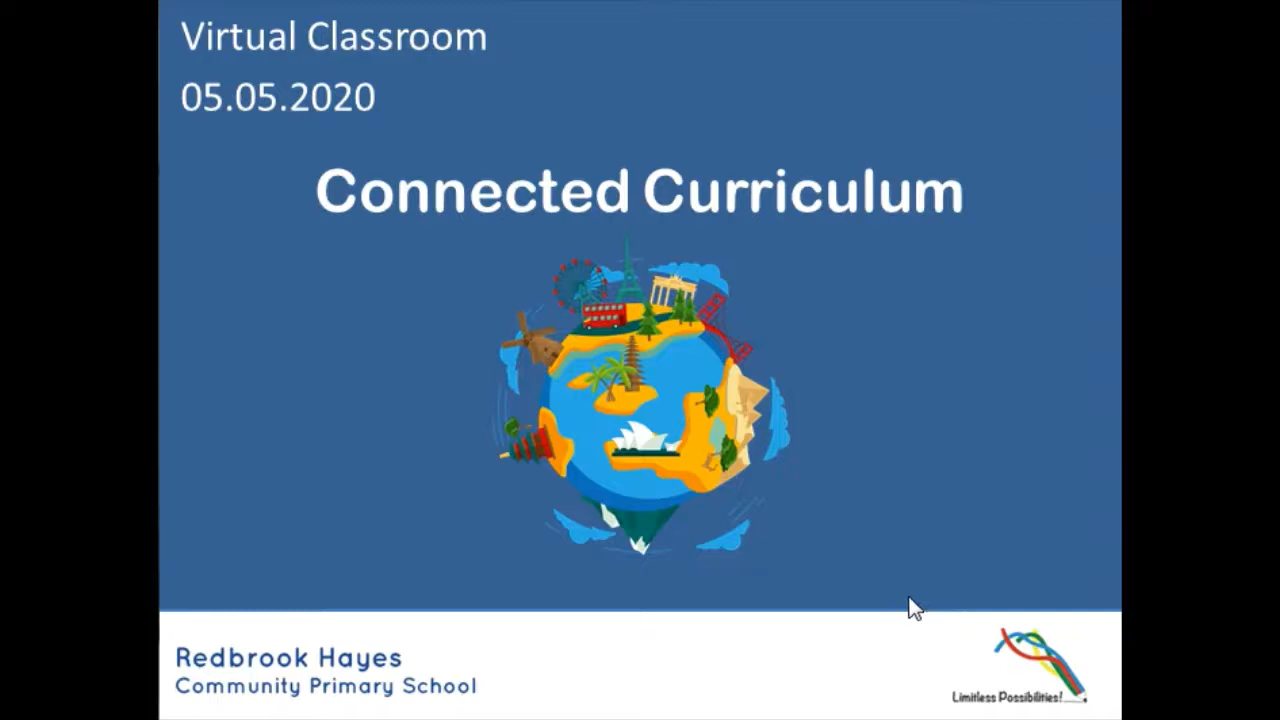 Virtual Classroom
05.05.2020
Connected Curriculum
Redbrook Hayes
Community Primary School
Limitless Possibilities!